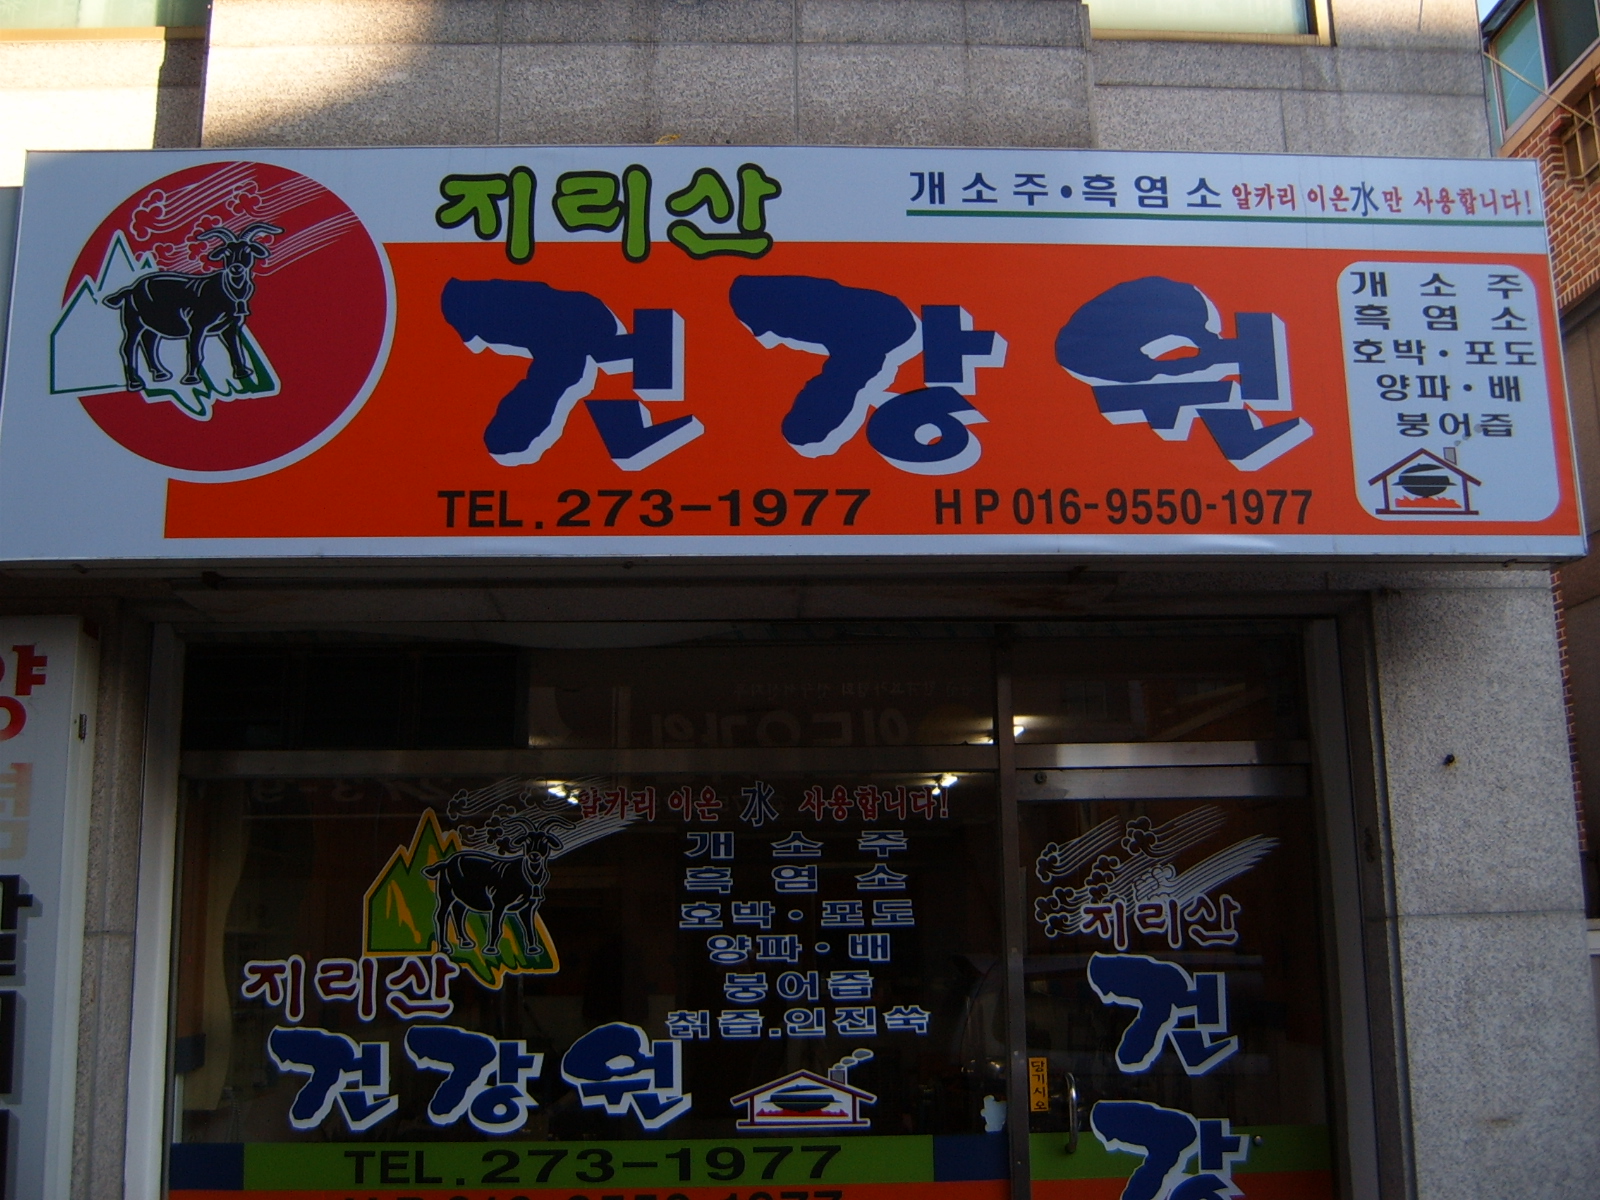 지리산
개소주·흑염소 알카리 이온水만 사용합니다!
건강원
개소주
흑염소
호박·포도
양파·배
붕어즙
TEL. 273-1977 HP 016-9550-1977
알카리 이온 水 사용합니다!
개소주
흑염소
호박·포도
양파·배
붕어즙
칡즙.인진쑥
지리산
건강원
TEL. 273-1977
지리산
건강
당기시오